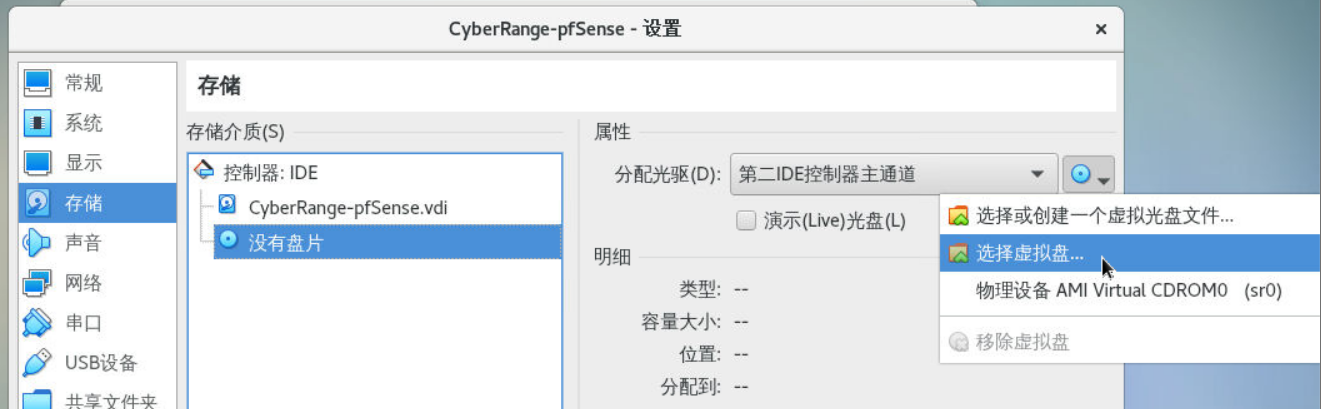 CyberRange-pfSense - 设置
常规
系统
显示
存储
声音
网络
串口
USB设备
共享文件夹
存储
存储介质(S)
控制器: IDE
CyberRange-pfSense.vdi
没有盘片
属性
分配光驱(D): 第二IDE控制器主通道
演示(Live)光盘(L)
明细
类型: --
容量大小: --
位置: --
分配到: --
选择或创建一个虚拟光盘文件...
选择虚拟盘...
物理设备 AMI Virtual CDROM0 (sr0)
移除虚拟盘